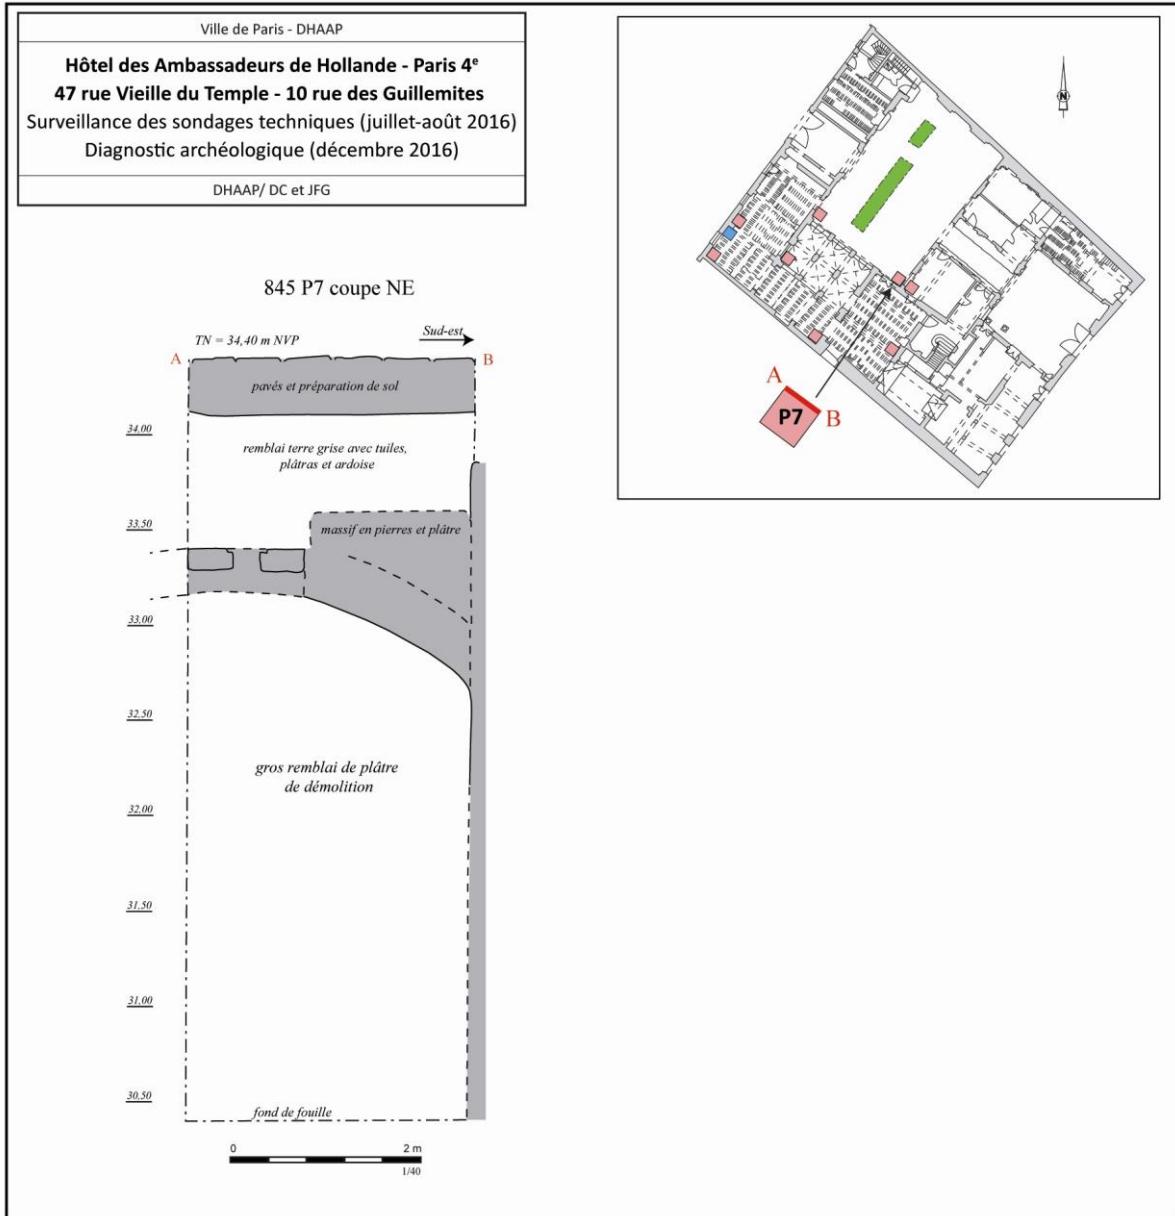 Ville de Paris - DHAAP
Hôtel des Ambassadeurs de Hollande - Paris 4e
47 rue Vieille du Temple - 10 rue des Guillemites
Surveillance des sondages techniques (juillet-août 2016)
Diagnostic archéologique (décembre 2016)
DHAAP/ DC et JFG
N
A
B
P7
845 P7 coupe NE
TN = 34,40 m NVP
Sud-est
A
B
pavés et préparation de sol
34,00
remblai terre grise avec tuiles,
plâtras et ardoise
33,50
massif en pierres et plâtre
33,00
32,50
gros remblai de plâtre
de démolition
32,00
31,50
31,00
30,50
fond de fouille
0
2 m
1/40